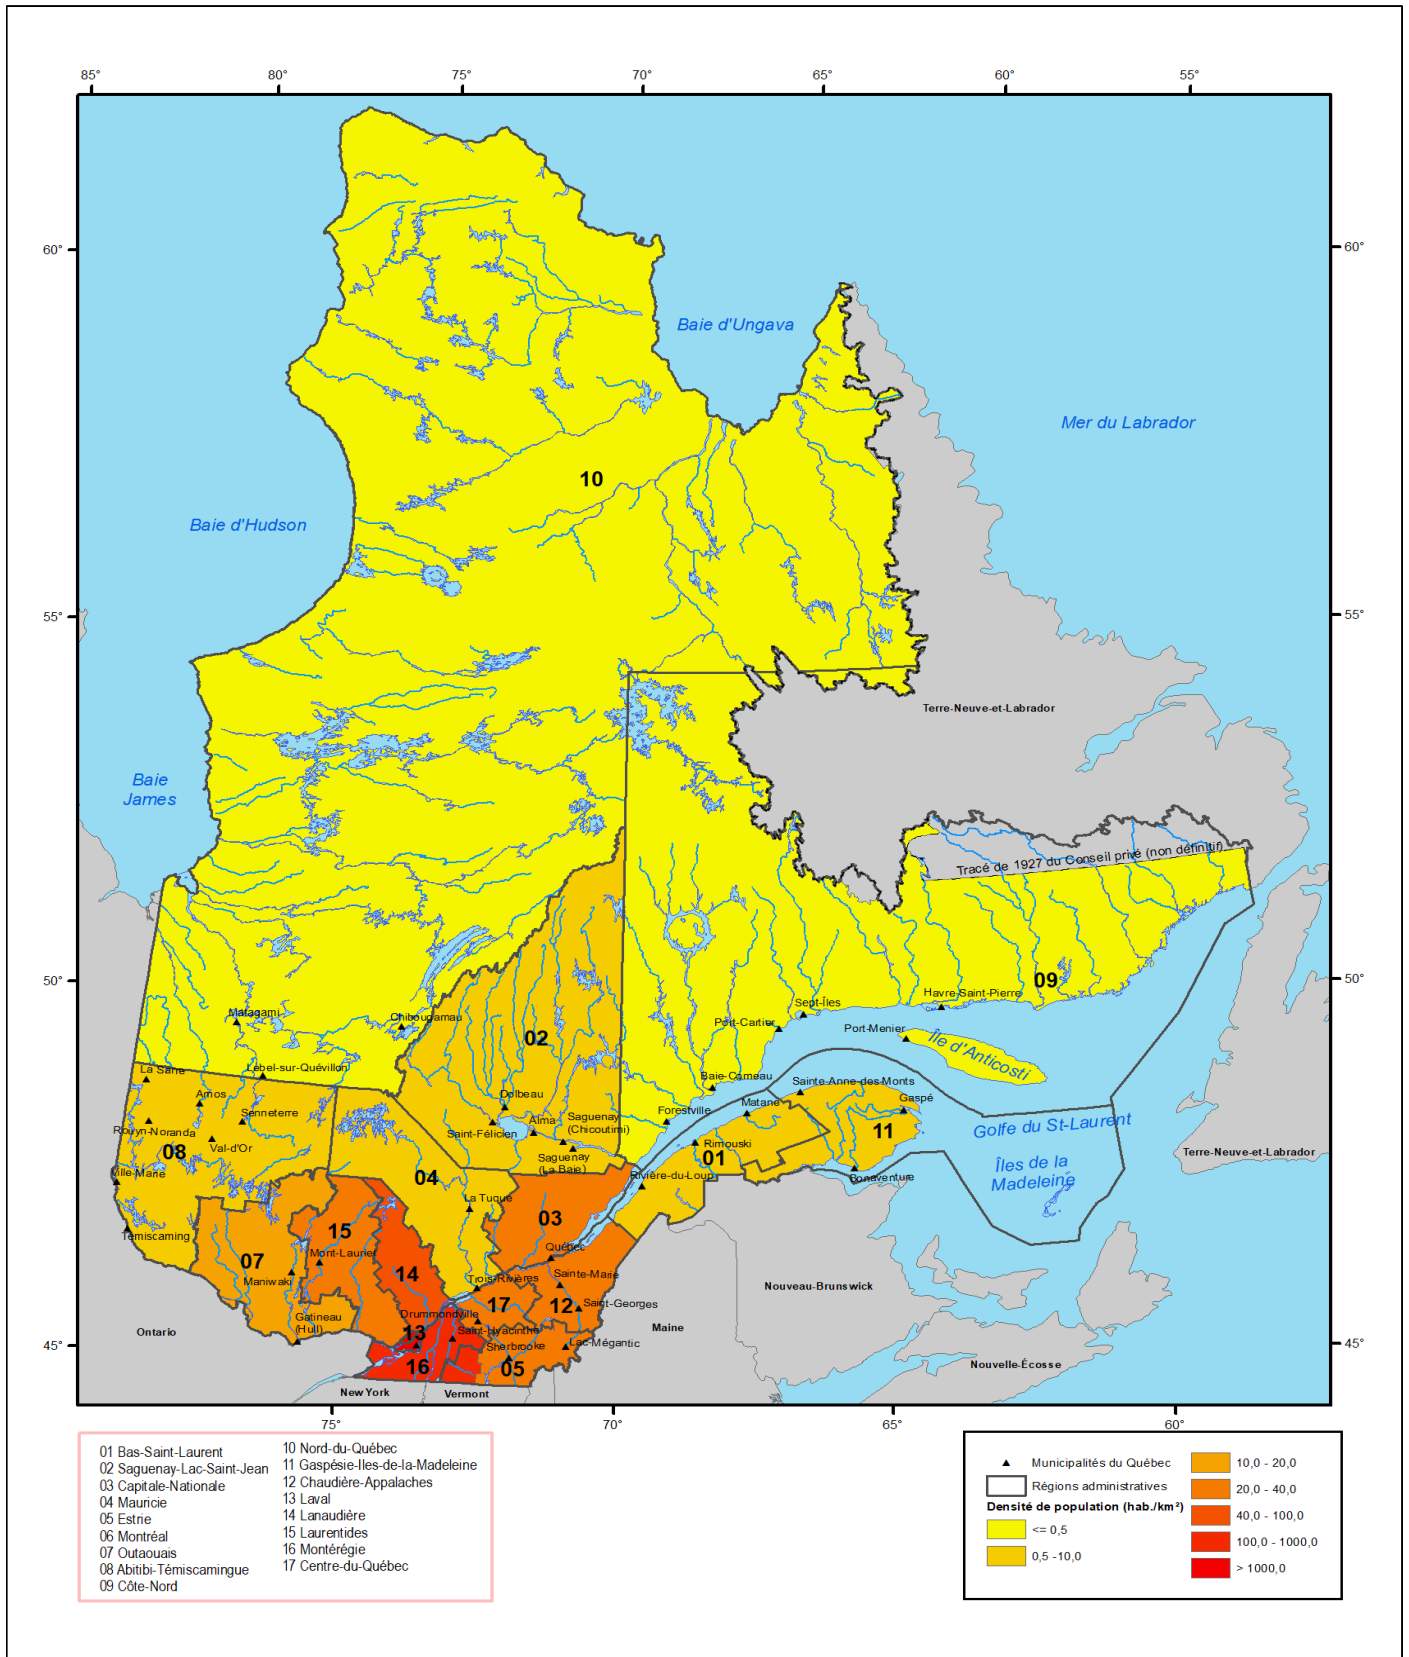 85°
80°
75°
70°
65°
60°
55°
60°
60°
Baie d'Ungava
Mer du Labrador
10
Baie d'Hudson
55°
55°
Terre-Neuve-et-Labrador
Baie
James
Tracé de 1927 du Conseil privé (non définitif)
50°
50°
09
Havre-Saint-Pierre
Sept-Îles
Matagami
Chibougamau
Port-Cartier
Port-Menier
02
Île d'Anticosti
La Sarre
Lebel-sur-Quévillon
Baie-Comeau
Sainte-Anne-des-Monts
Amos
Dolbeau
Matane
Gaspé
Senneterre
Forestville
Alma
Saguenay
(Chicoutimi)
Rouyn-Noranda
Saint-Félicien
11
Golfe du St-Laurent
Val-d'Or
Rimouski
08
Saguenay
(La Baie)
01
Terre-Neuve-et-Labrador
Ville-Marie
04
Rivière-du-Loup
Bonaventure
Îles de la
Madeleine
La Tuque
03
Témiscaming
15
Mont-Laurier
Québec
07
14
Maniwaki
Trois-Rivières
Sainte-Marie
Nouveau-Brunswick
17
12
Saint-Georges
Gatineau
(Hull)
Drummondville
Ontario
13
Saint-Hyacinthe
Maine
45°
45°
Sherbrooke
Lac-Mégantic
16
05
Nouvelle-Écosse
New York
Vermont
75°
70°
65°
60°
01 Bas-Saint-Laurent
02 Saguenay-Lac-Saint-Jean
03 Capitale-Nationale
04 Mauricie
05 Estrie
06 Montréal
07 Outaouais
08 Abitibi-Témiscamingue
09 Côte-Nord
10 Nord-du-Québec
11 Gaspésie-Iles-de-la-Madeleine
12 Chaudière-Appalaches
13 Laval
14 Lanaudière
15 Laurentides
16 Montérégie
17 Centre-du-Québec
Municipalités du Québec
Régions administratives
Densité de population (hab./km²)
<= 0,5
0,5 -10,0
10,0 - 20,0
20,0 - 40,0
40,0 - 100,0
100,0 - 1000,0
> 1000,0